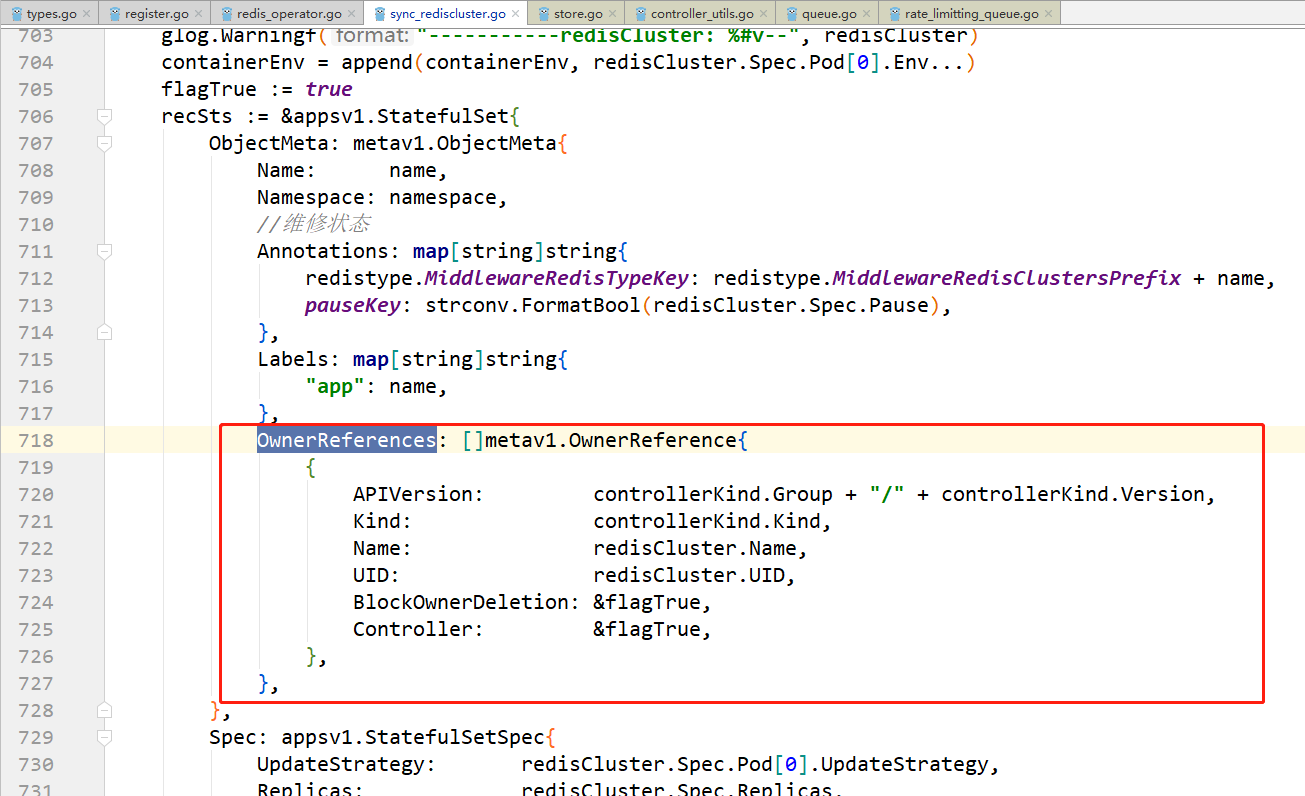 types.go × register.go × redis_operator.go × sync_rediscluster.go × store.go × controller_utils.go × queue.go × rate_limitting_queue.go ×
703 glog.Warningf( format: "-----------redisCluster: %#v--", redisCluster)
704 containerEnv = append(containerEnv, redisCluster.Spec.Pod[0].Env...)
705 flagTrue := true
706 recSts := &appsv1.StatefulSet{
707 ObjectMeta: metav1.ObjectMeta{
708 Name: name,
709 Namespace: namespace,
710 //维修状态
711 Annotations: map[string]string{
712 redistype.MiddlewareRedisTypeKey: redistype.MiddlewareRedisClustersPrefix + name,
713 pauseKey: strconv.FormatBool(redisCluster.Spec.Pause),
714 },
715 Labels: map[string]string{
716 "app": name,
717 },
718 OwnerReferences: []metav1.OwnerReference{
719 {
720 APIVersion: controllerKind.Group + "/" + controllerKind.Version,
721 Kind: controllerKind.Kind,
722 Name: redisCluster.Name,
723 UID: redisCluster.UID,
724 BlockOwnerDeletion: &flagTrue,
725 Controller: &flagTrue,
726 },
727 },
728 },
729 Spec: appsv1.StatefulSetSpec{
730 UpdateStrategy: redisCluster.Spec.Pod[0].UpdateStrategy,
731 Replicas: redisCluster.Spec.Replicas,